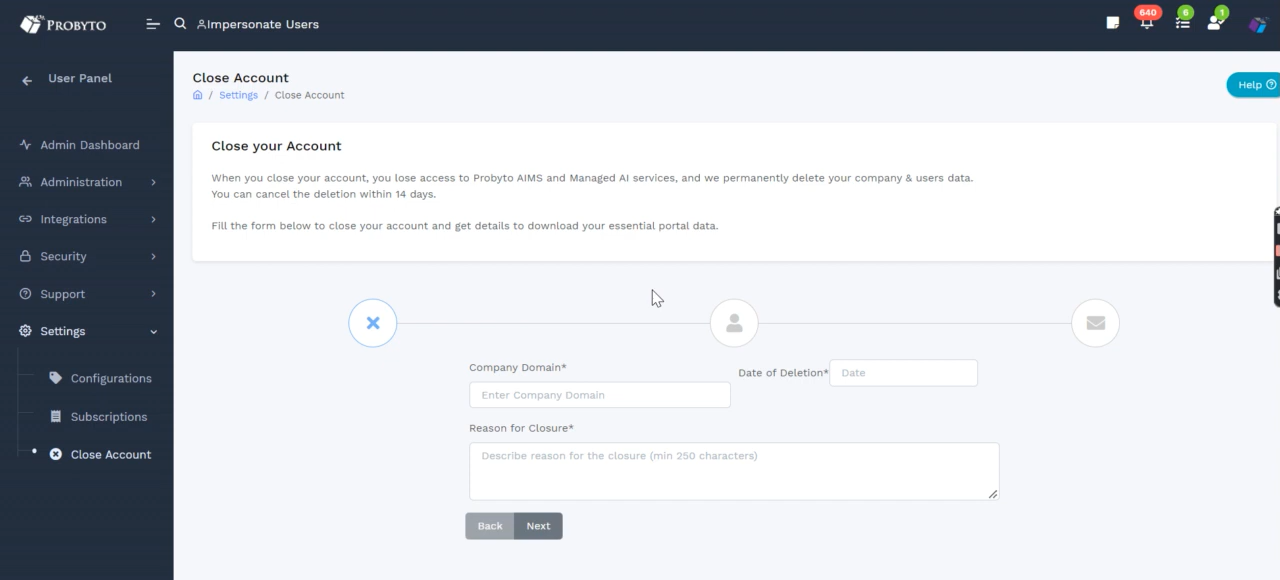 PROBYTO
Impersonate Users
640
6
1
User Panel
Close Account
/ Settings / Close Account
Help
Admin Dashboard
Administration
Integrations
Security
Support
Settings
Configurations
Subscriptions
Close Account
Close your Account
When you close your account, you lose access to Probyto AIMS and Managed AI services, and we permanently delete your company & users data.
You can cancel the deletion within 14 days.
Fill the form below to close your account and get details to download your essential portal data.
Company Domain*
Enter Company Domain
Date of Deletion*
Date
Reason for Closure*
Describe reason for the closure (min 250 characters)
Back Next